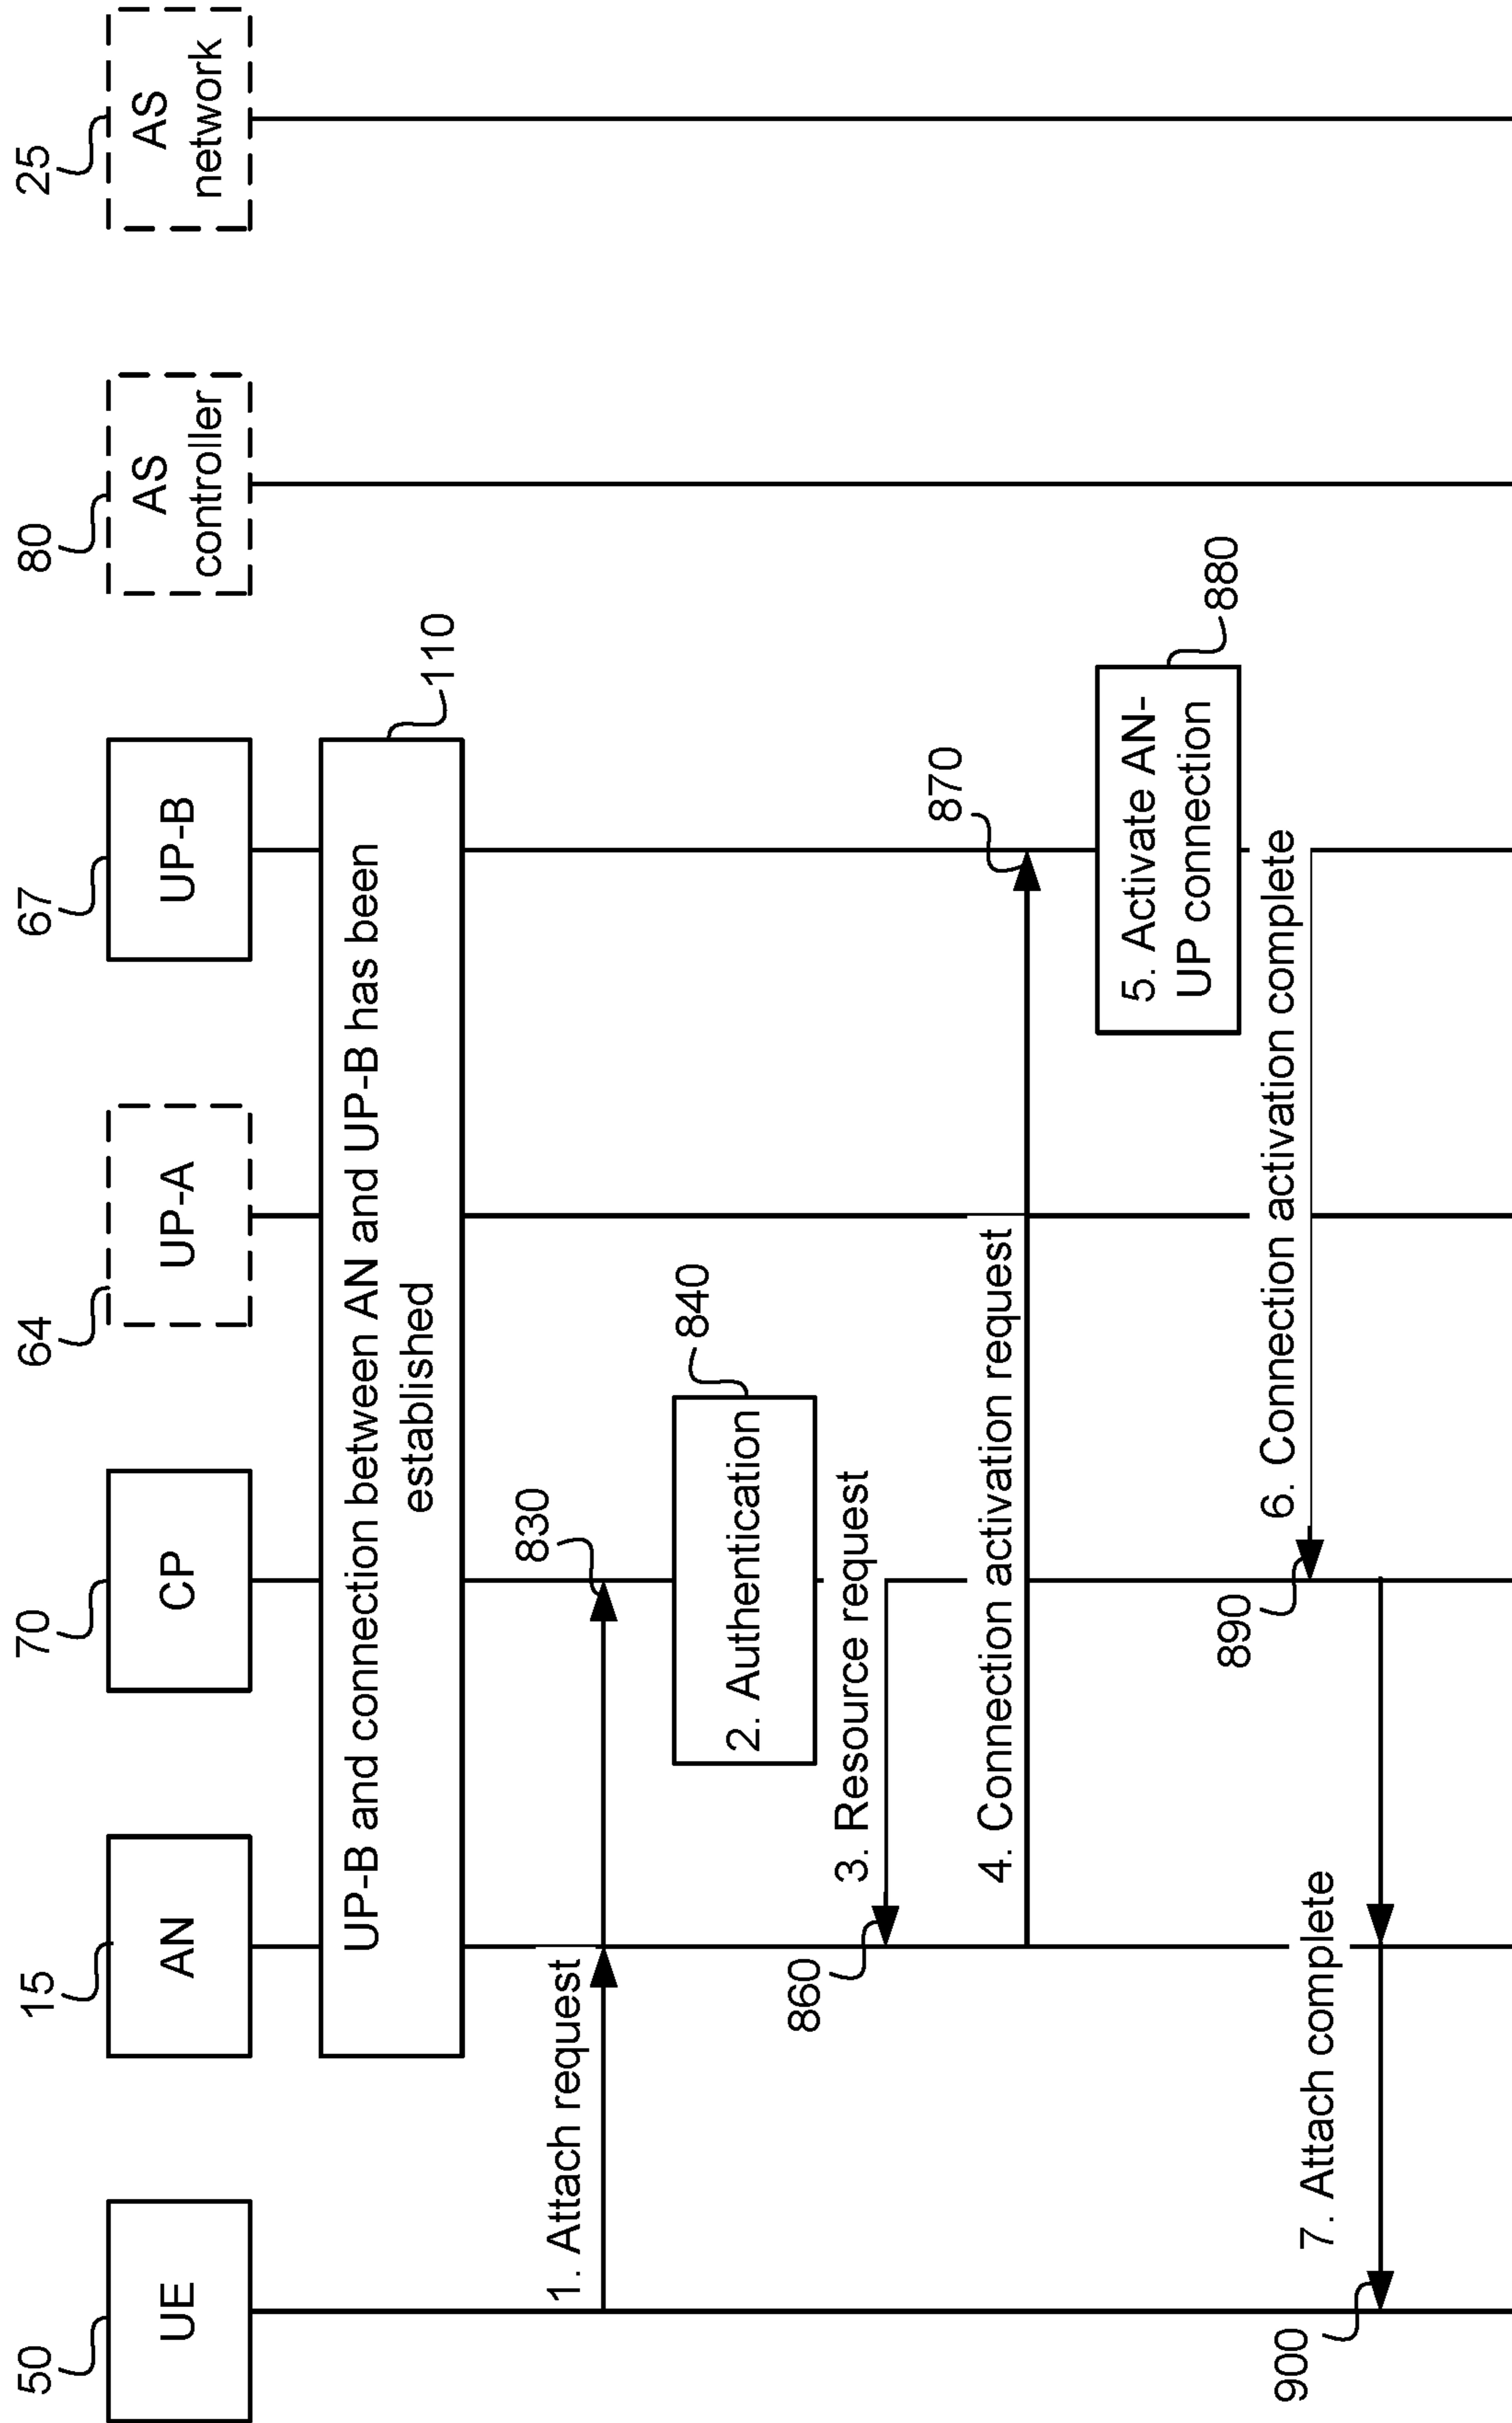 50
15
70
64
67
80
25
UE
AN
CP
UP-A
UP-B
AS
controller
AS
network
UP-B and connection between AN and UP-B has been
established
110
1. Attach request
830
2. Authentication
840
3. Resource request
860
4. Connection activation request
870
5. Activate AN-
UP connection
880
6. Connection activation complete
890
7. Attach complete
900